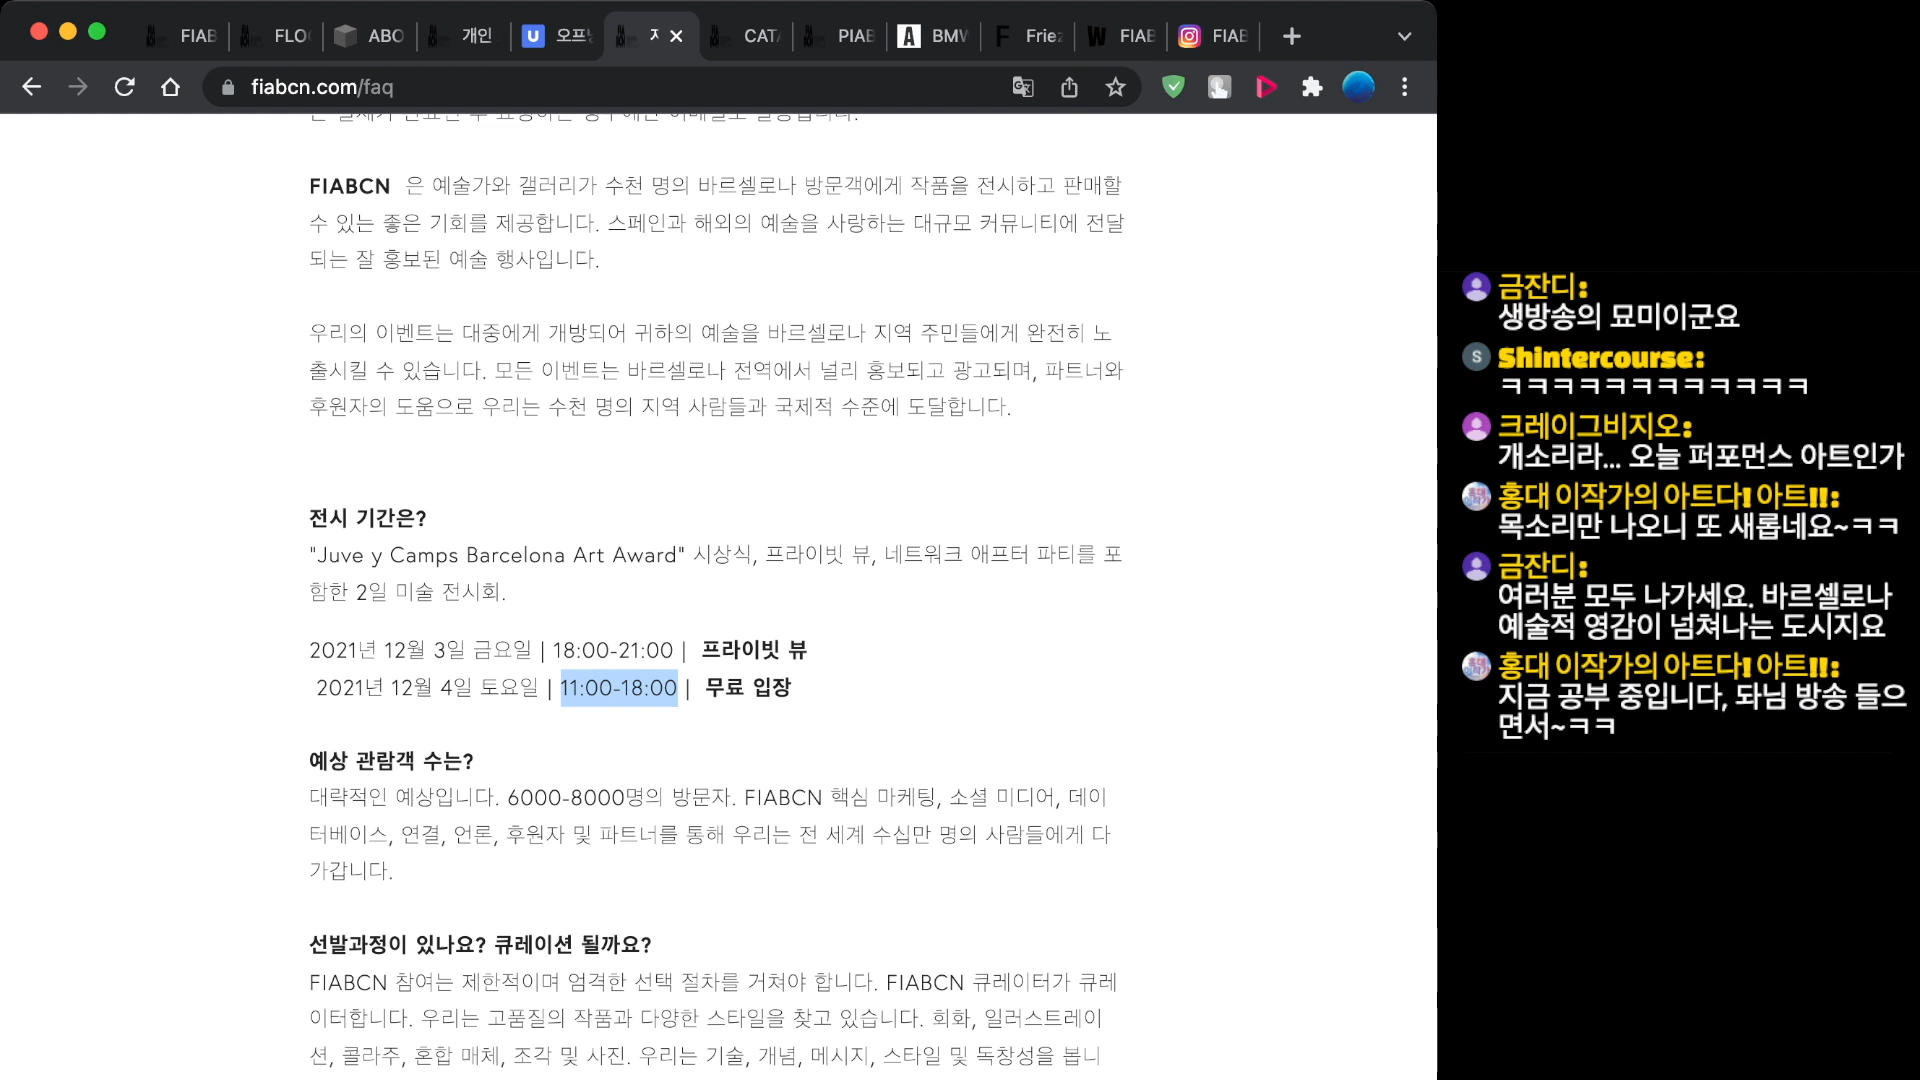 FIAB
FLO
ABO
개인
오프닝
CATA
PIAB
BMW
Friez
FIAB
FIAB
fiabcn.com/faq
FIABCN 은 예술가와 갤러리가 수천 명의 바르셀로나 방문객에게 작품을 전시하고 판매할
수 있는 좋은 기회를 제공합니다. 스페인과 해외의 예술을 사랑하는 대규모 커뮤니티에 전달
되는 잘 홍보된 예술 행사입니다.
우리의 이벤트는 대중에게 개방되어 귀하의 예술을 바르셀로나 지역 주민들에게 완전히 노
출시킬 수 있습니다. 모든 이벤트는 바르셀로나 전역에서 널리 홍보되고 광고되며, 파트너와
후원자의 도움으로 우리는 수천 명의 지역 사람들과 국제적 수준에 도달합니다.
전시 기간은?
"Juve y Camps Barcelona Art Award" 시상식, 프라이빗 뷰, 네트워크 애프터 파티를 포
함한 2일 미술 전시회.
2021년 12월 3일 금요일 | 18:00-21:00 | 프라이빗 뷰
2021년 12월 4일 토요일 | 11:00-18:00 | 무료 입장
예상 관람객 수는?
대략적인 예상입니다. 6000-8000명의 방문자. FIABCN 핵심 마케팅, 소셜 미디어, 데이
터베이스, 연결, 언론, 후원자 및 파트너를 통해 우리는 전 세계 수십만 명의 사람들에게 다
가갑니다.
선발과정이 있나요? 큐레이션 될까요?
FIABCN 참여는 제한적이며 엄격한 선택 절차를 거쳐야 합니다. FIABCN 큐레이터가 큐레
이터합니다. 우리는 고품질의 작품과 다양한 스타일을 찾고 있습니다. 회화, 일러스트레이
션, 콜라주, 혼합 매체, 조각 및 사진. 우리는 기술, 개념, 메시지, 스타일 및 독창성을 봅니
금잔디:
생방송의 묘미이군요
Shintercourse:
ㅋㅋㅋㅋㅋㅋㅋㅋㅋㅋㅋㅋ
크레이그비지오:
개소리라... 오늘 퍼포먼스 아트인가
홍대 이작가의 아트다! 아트!!:
목소리만 나오니 또 새롭네요~ㅋㅋ
금잔디:
여러분 모두 나가세요. 바르셀로나
예술적 영감이 넘쳐나는 도시지요
홍대 이작가의 아트다! 아트!!:
지금 공부 중입니다, 돠님 방송 들으
면서~ㅋㅋ